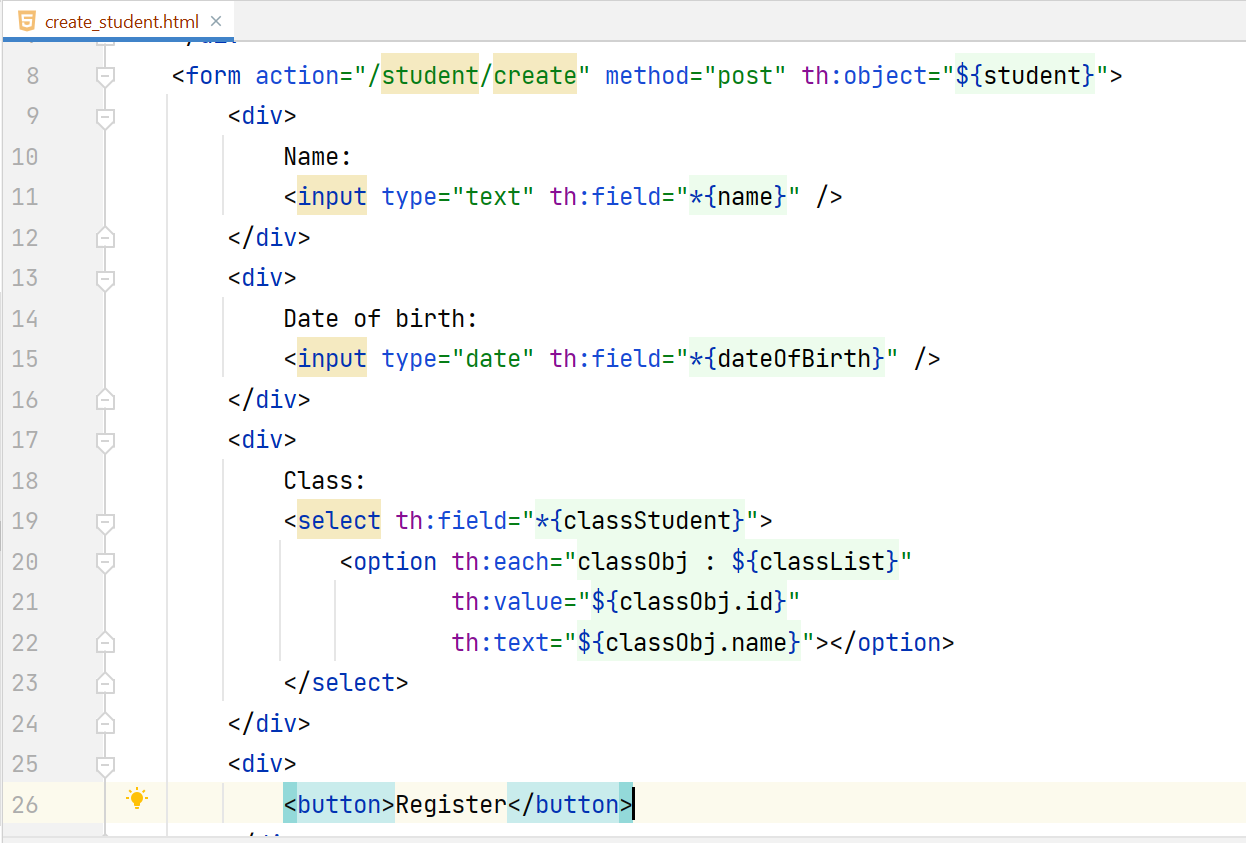 create_student.html ×
8 <form action="/student/create" method="post" th:object="${student}">
9 <div>
10 Name:
11 <input type="text" th:field="*{name}" />
12 </div>
13 <div>
14 Date of birth:
15 <input type="date" th:field="*{dateOfBirth}" />
16 </div>
17 <div>
18 Class:
19 <select th:field="*{classStudent}">
20 <option th:each="classObj : ${classList}"
21 th:value="${classObj.id}"
22 th:text="${classObj.name}"></option>
23 </select>
24 </div>
25 <div>
26 <button>Register</button>